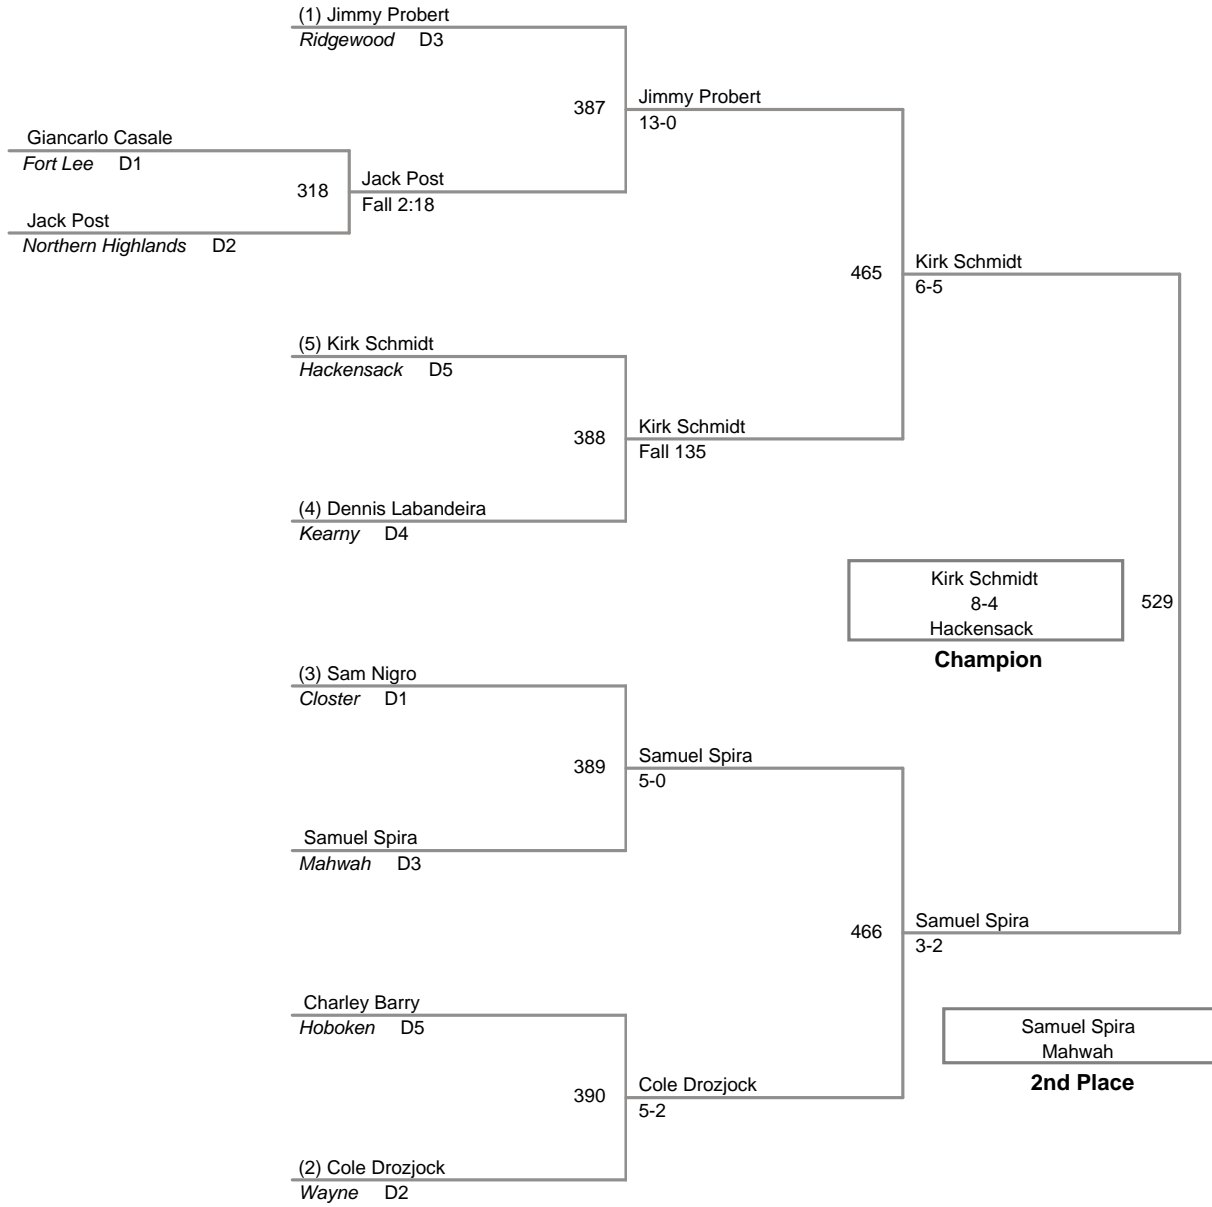 (1) Jimmy Probert
Ridgewood D3
387
Jimmy Probert
13-0
Giancarlo Casale
Fort Lee D1
318
Jack Post
Fall 2:18
Jack Post
Northern Highlands D2
465
Kirk Schmidt
6-5
(5) Kirk Schmidt
Hackensack D5
388
Kirk Schmidt
Fall 135
(4) Dennis Labandeira
Kearny D4
Kirk Schmidt
8-4
Hackensack
Champion
529
(3) Sam Nigro
Closter D1
389
Samuel Spira
5-0
Samuel Spira
Mahwah D3
466
Samuel Spira
3-2
Charley Barry
Hoboken D5
Samuel Spira
Mahwah
2nd Place
390
Cole Drozjock
5-2
(2) Cole Drozjock
Wayne D2